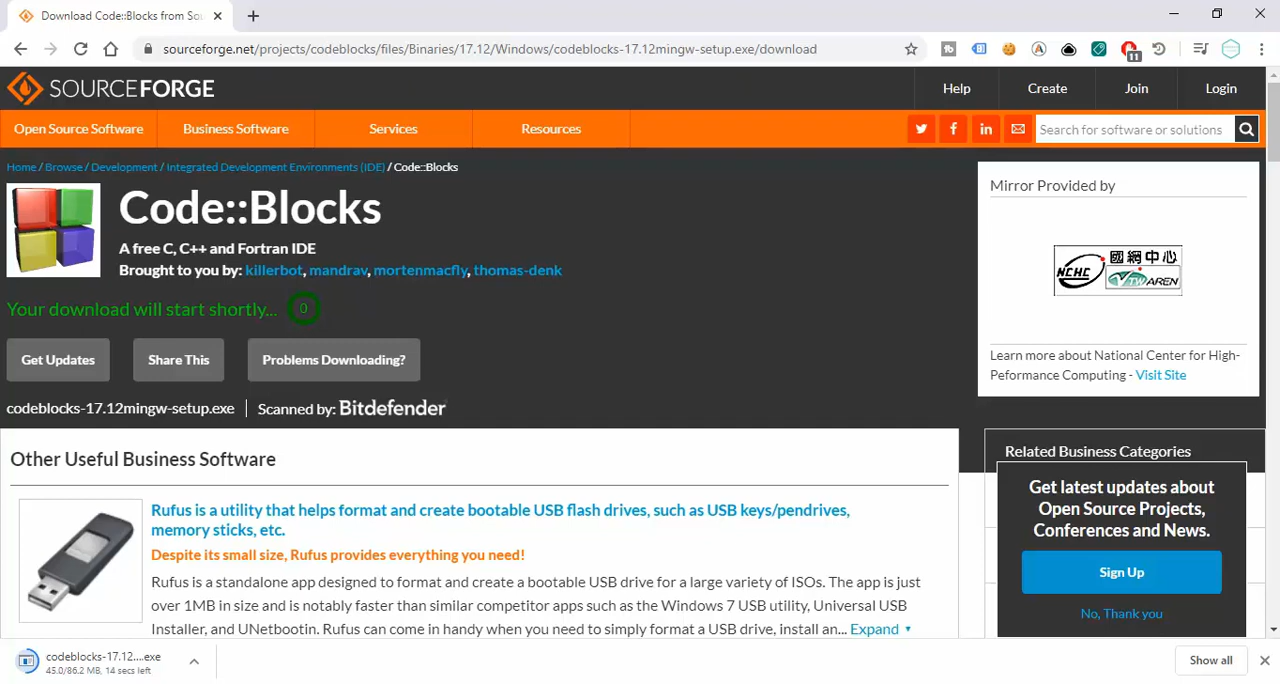 Download Code::Blocks from Sou
sourceforge.net/projects/codeblocks/files/Binaries/17.12/Windows/codeblocks-17.12mingw-setup.exe/download
11
SOURCEFORGE
Help
Create
Join
Login
Open Source Software
Business Software
Services
Resources
Search for software or solutions
Home / Browse / Development / Integrated Development Environments (IDE) / Code::Blocks
Code::Blocks
A free C, C++ and Fortran IDE
Brought to you by: killerbot, mandrav, mortenmacfly, thomas-denk
Your download will start shortly... 0
Get Updates
Share This
Problems Downloading?
codeblocks-17.12mingw-setup.exe
Scanned by: Bitdefender
Mirror Provided by
NCHC
國網中心
TWAREN
Learn more about National Center for High-
Peformance Computing - Visit Site
Other Useful Business Software
Rufus is a utility that helps format and create bootable USB flash drives, such as USB keys/pendrives,
memory sticks, etc.
Despite its small size, Rufus provides everything you need!
Rufus is a standalone app designed to format and create a bootable USB drive for a large variety of ISOs. The app is just
over 1MB in size and is notably faster than similar competitor apps such as the Windows 7 USB utility, Universal USB
Installer, and UNetbootin. Rufus can come in handy when you need to simply format a USB drive, install an... Expand
Related Business Categories
Get latest updates about
Open Source Projects,
Conferences and News.
Sign Up
No, Thank you
codeblocks-17.12....exe
45.0/86.2 MB, 14 secs left
Show all